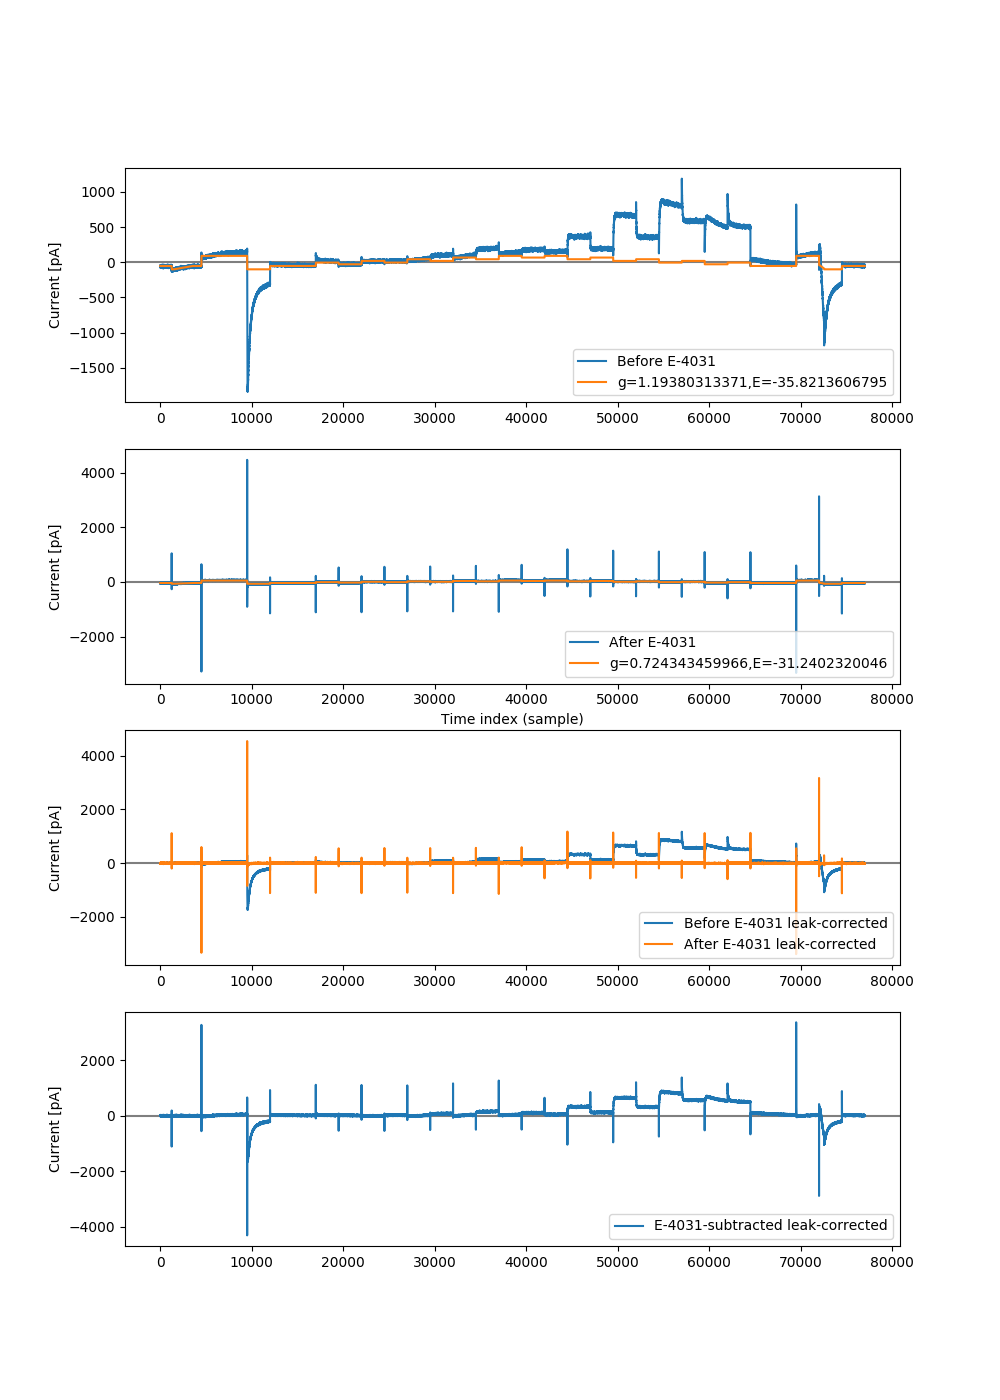 1000
500
0
−500
−1000
−1500
Current [pA]
Before E-4031
g=1.19380313371,E=-35.8213606795
0 10000 20000 30000 40000 50000 60000 70000 80000
4000
2000
0
−2000
Current [pA]
After E-4031
g=0.724343459966,E=-31.2402320046
0 10000 20000 30000 40000 50000 60000 70000 80000
Time index (sample)
4000
2000
0
−2000
Current [pA]
Before E-4031 leak-corrected
After E-4031 leak-corrected
0 10000 20000 30000 40000 50000 60000 70000 80000
2000
0
−2000
−4000
Current [pA]
E-4031-subtracted leak-corrected
0 10000 20000 30000 40000 50000 60000 70000 80000